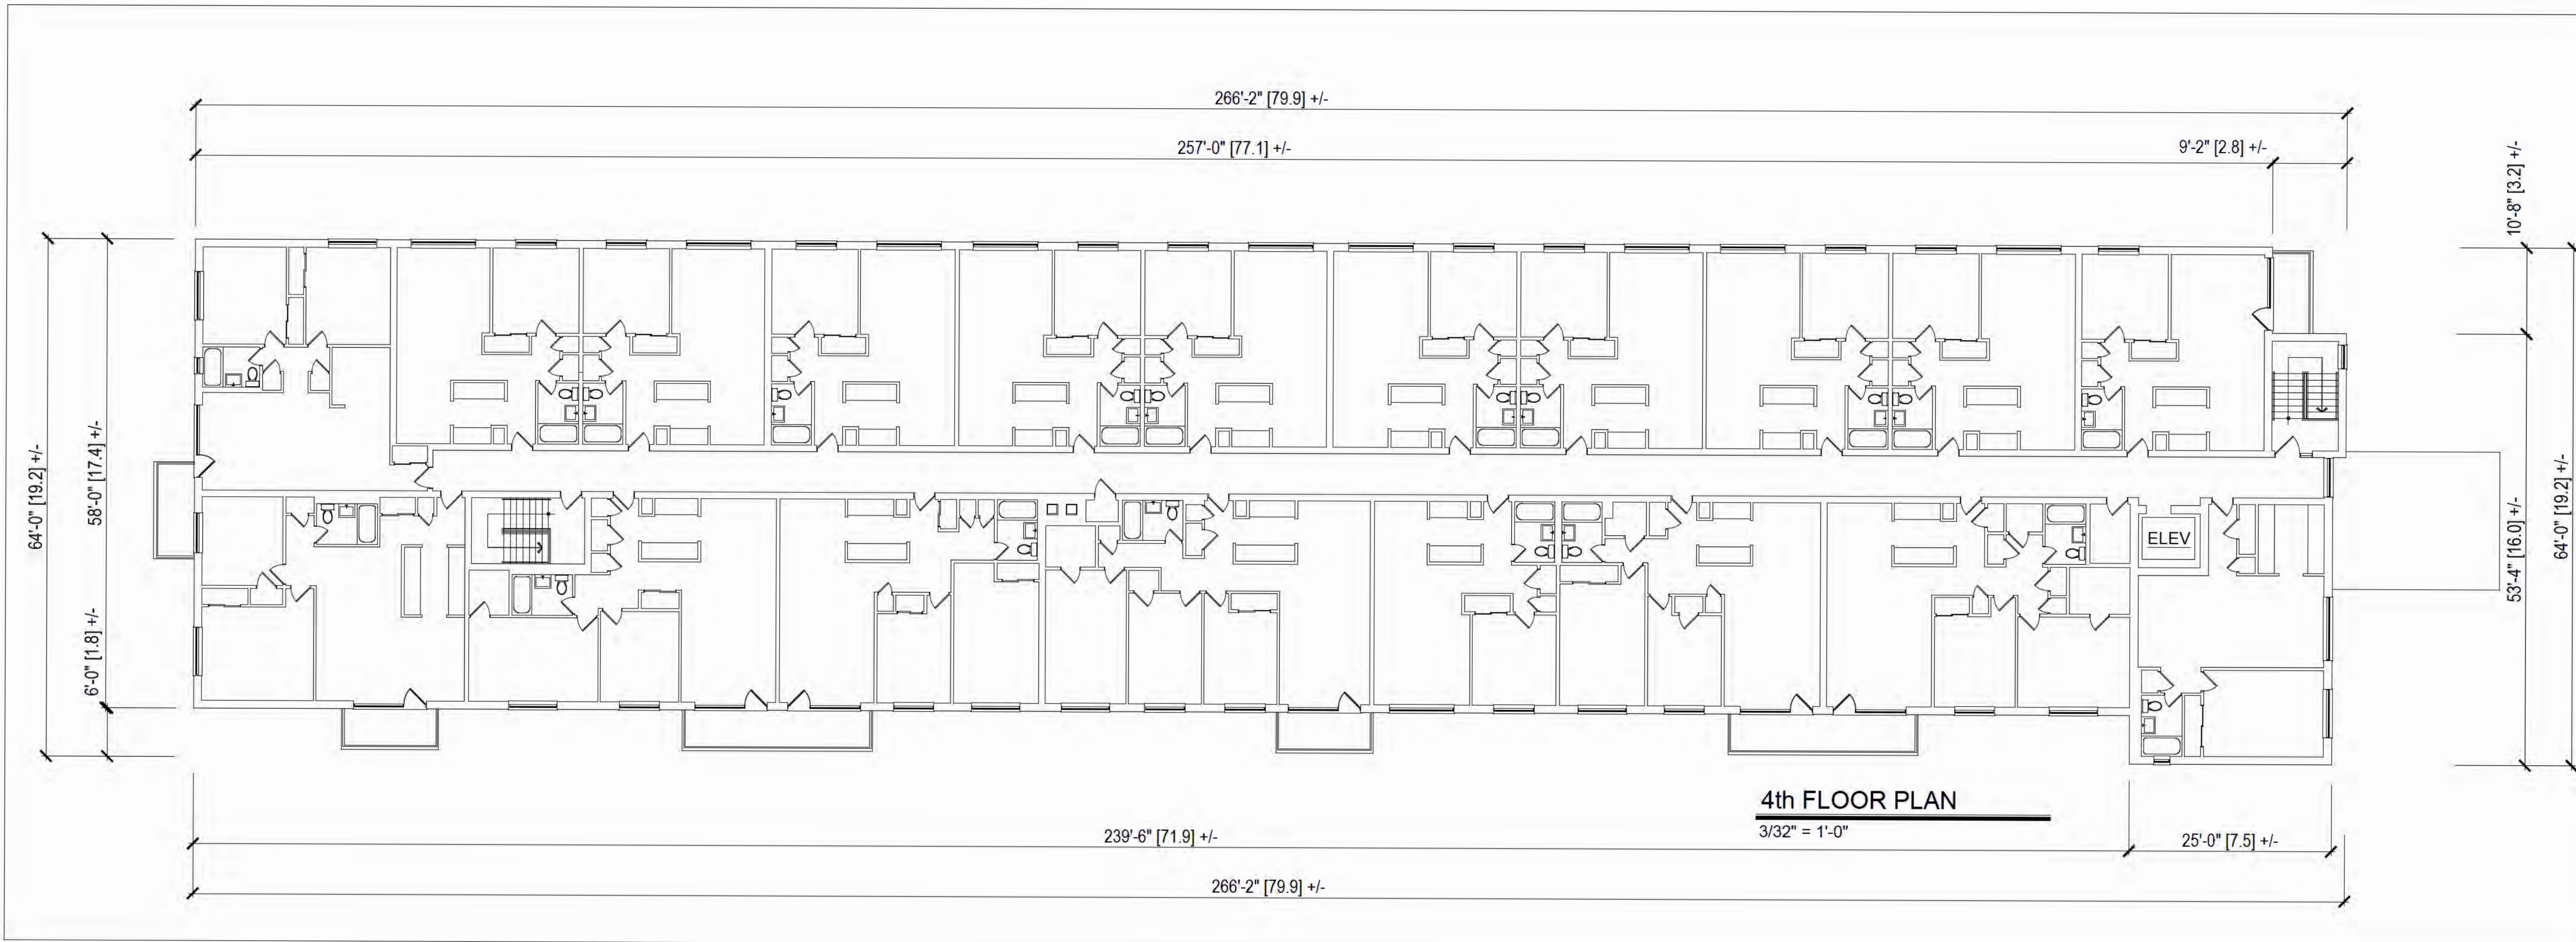 266'-2" [79.9] +/-
257'-0" [77.1] +/-
9'-2" [2.8] +/-
10'-8" [3.2] +/-
64'-0" [19.2] +/-
58'-0" [17.4] +/-
6'-0" [1.8] +/-
53'-4" [16.0] +/-
64'-0" [19.2] +/-
ELEV
4th FLOOR PLAN
3/32" = 1'-0"
239'-6" [71.9] +/-
25'-0" [7.5] +/-
266'-2" [79.9] +/-